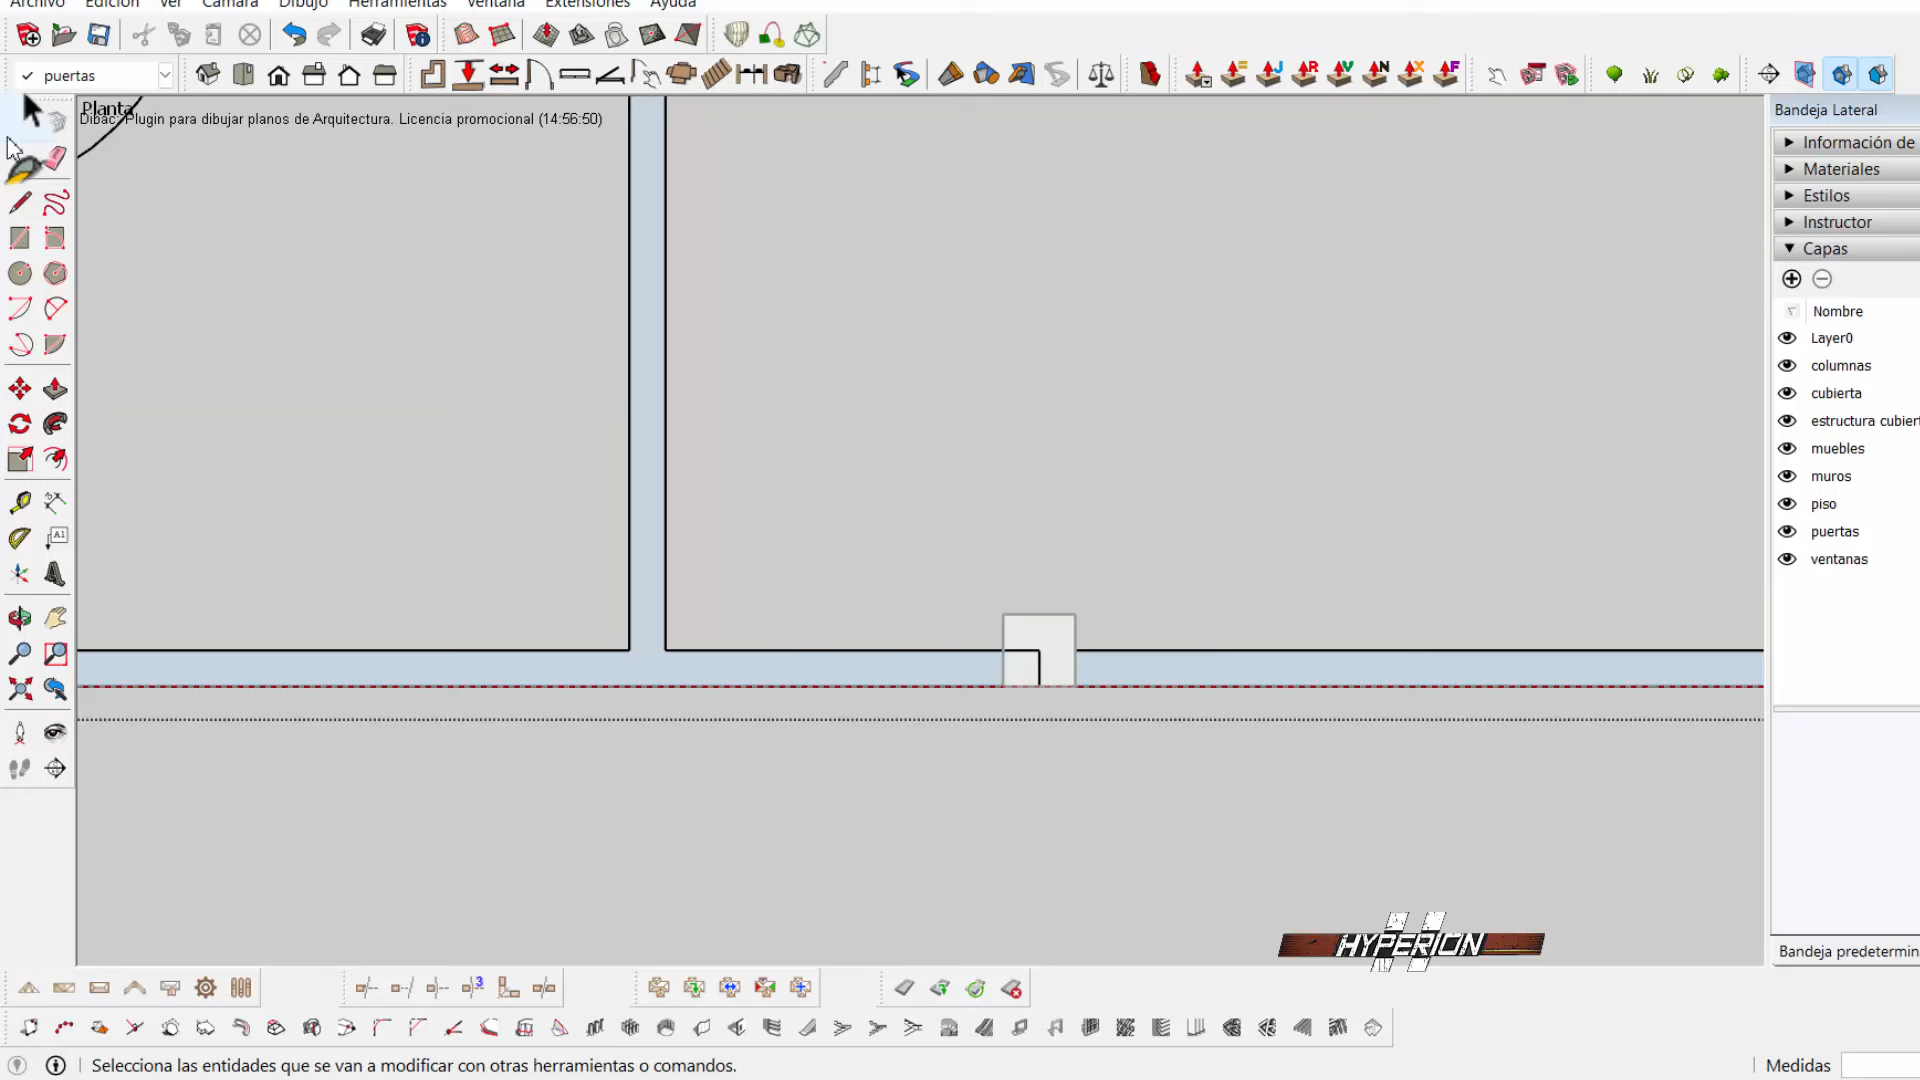 Archivo Edición Ver Cámara Dibujo Herramientas Ventana Extensiones Ayuda
puertas
Planta
Dibac: Plugin para dibujar planos de Arquitectura. Licencia promocional (14:56:50)
Bandeja Lateral
Información de
Materiales
Estilos
Instructor
Capas
Nombre
Layer0
columnas
cubierta
estructura cubiert
muebles
muros
piso
puertas
ventanas
HYPERION
Bandeja predetermin
Selecciona las entidades que se van a modificar con otras herramientas o comandos.
Medidas